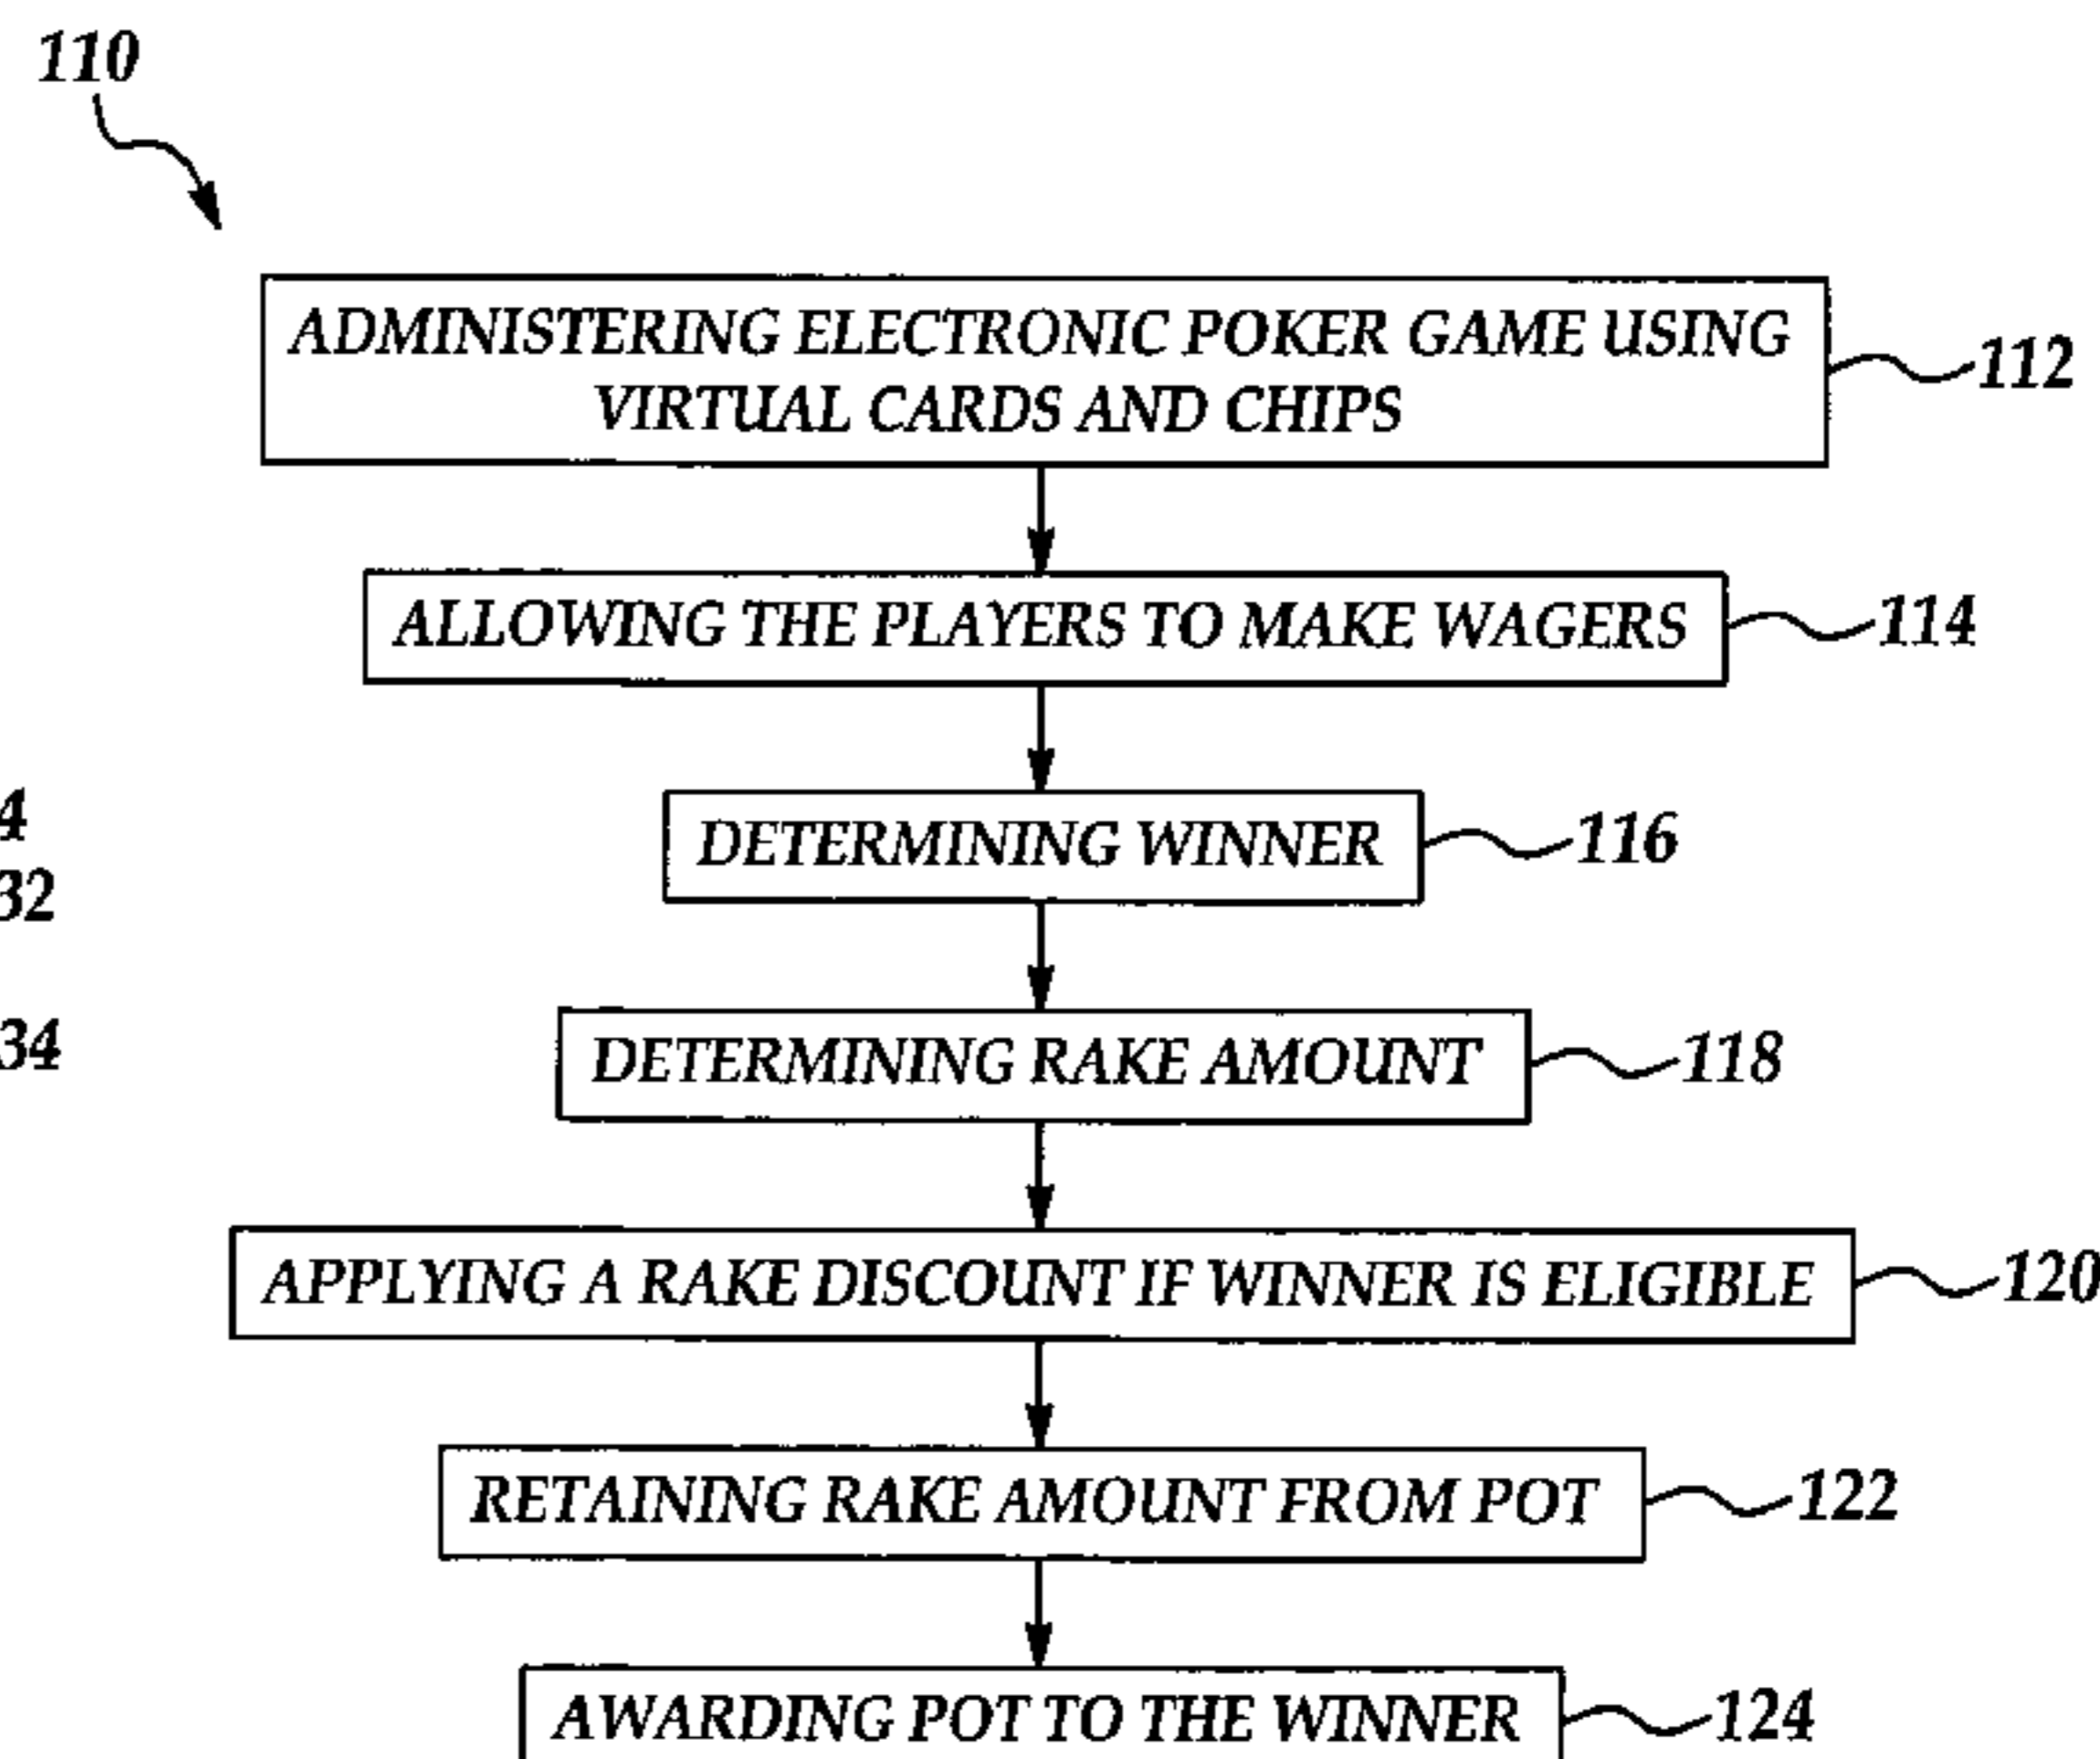 110
ADMINISTERING ELECTRONIC POKER GAME USING
VIRTUAL CARDS AND CHIPS
112
ALLOWING THE PLAYERS TO MAKE WAGERS
114
4
DETERMINING WINNER
116
32
34
DETERMINING RAKE AMOUNT
118
APPLYING A RAKE DISCOUNT IF WINNER IS ELIGIBLE
120
RETAINING RAKE AMOUNT FROM POT
122
AWARDING POT TO THE WINNER
124